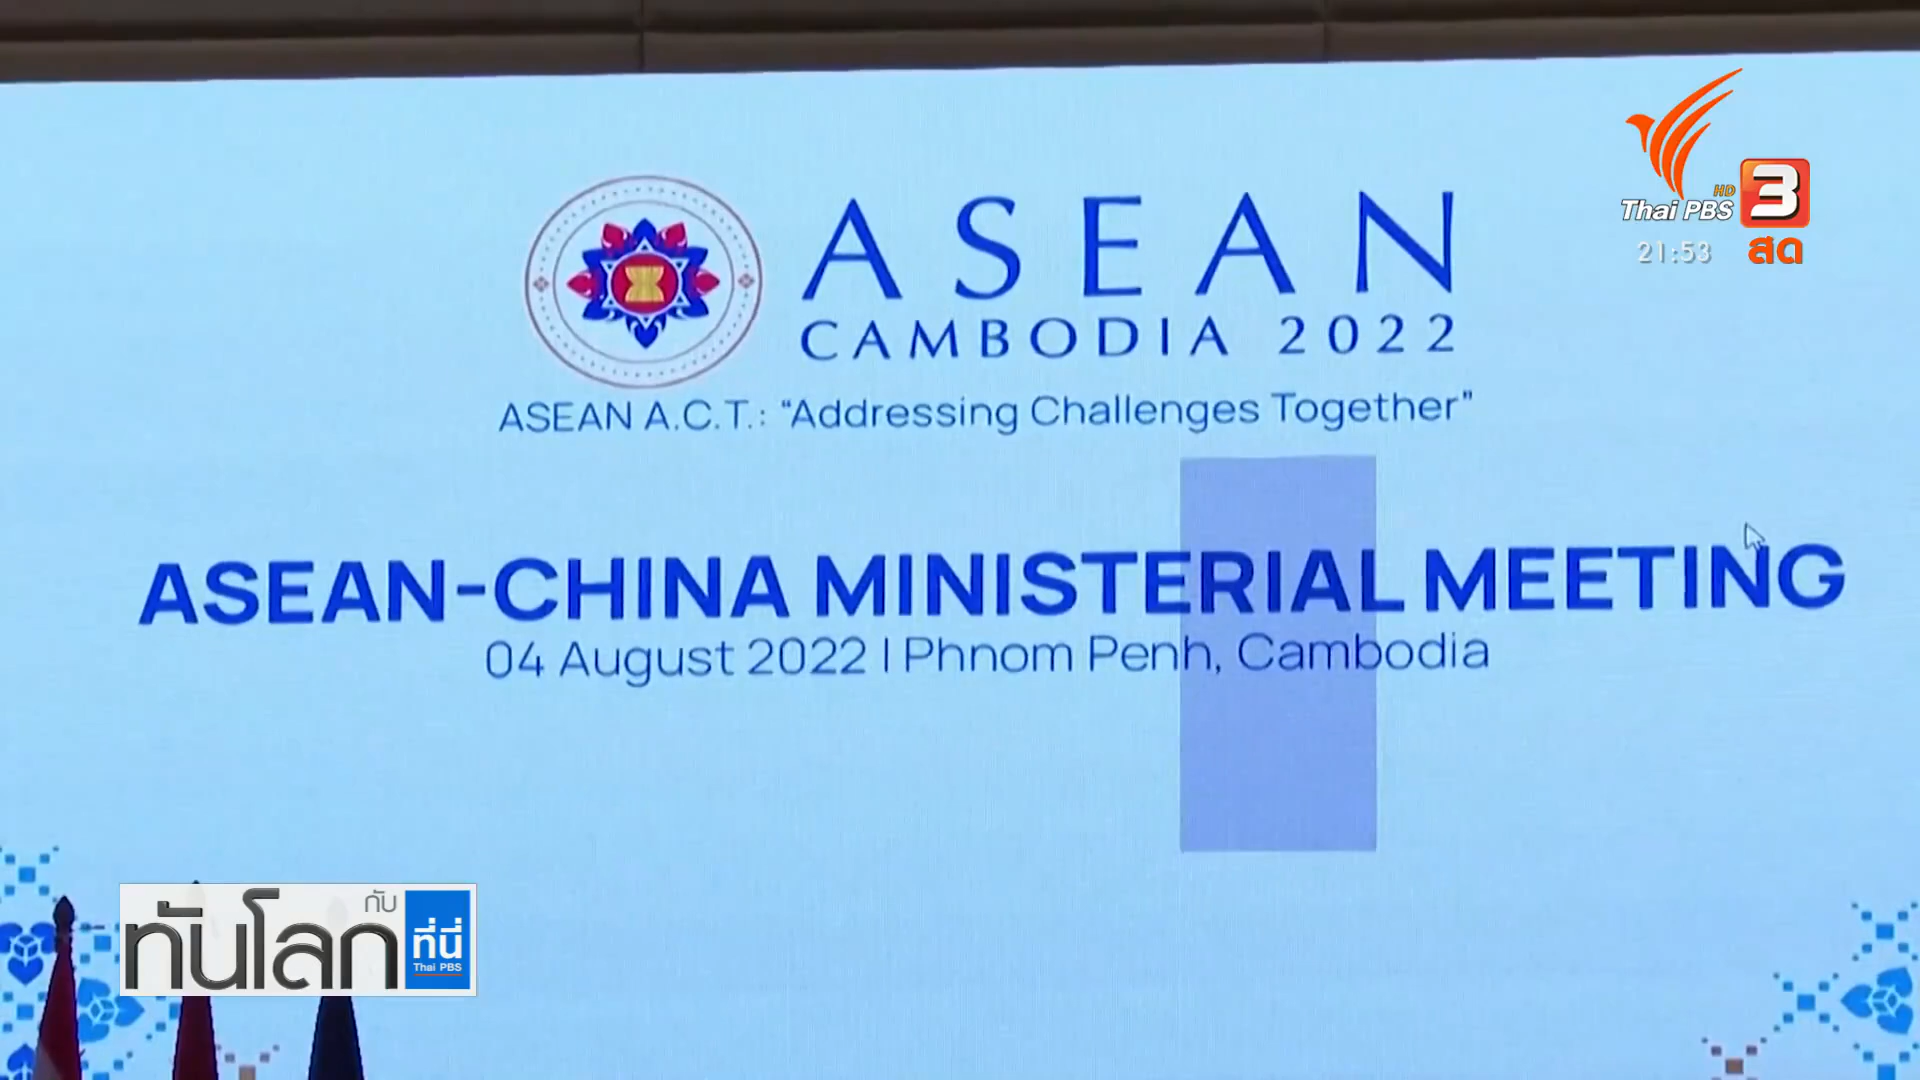 ASEAN
CAMBODIA 2022
ASEAN A.C.T.: “Addressing Challenges Together”
ASEAN-CHINA MINISTERIAL MEETING
04 August 2022 | Phnom Penh, Cambodia
HD
Thai PBS 3
21:53 สด
ทันโลก กับ ที่นี่
Thai PBS